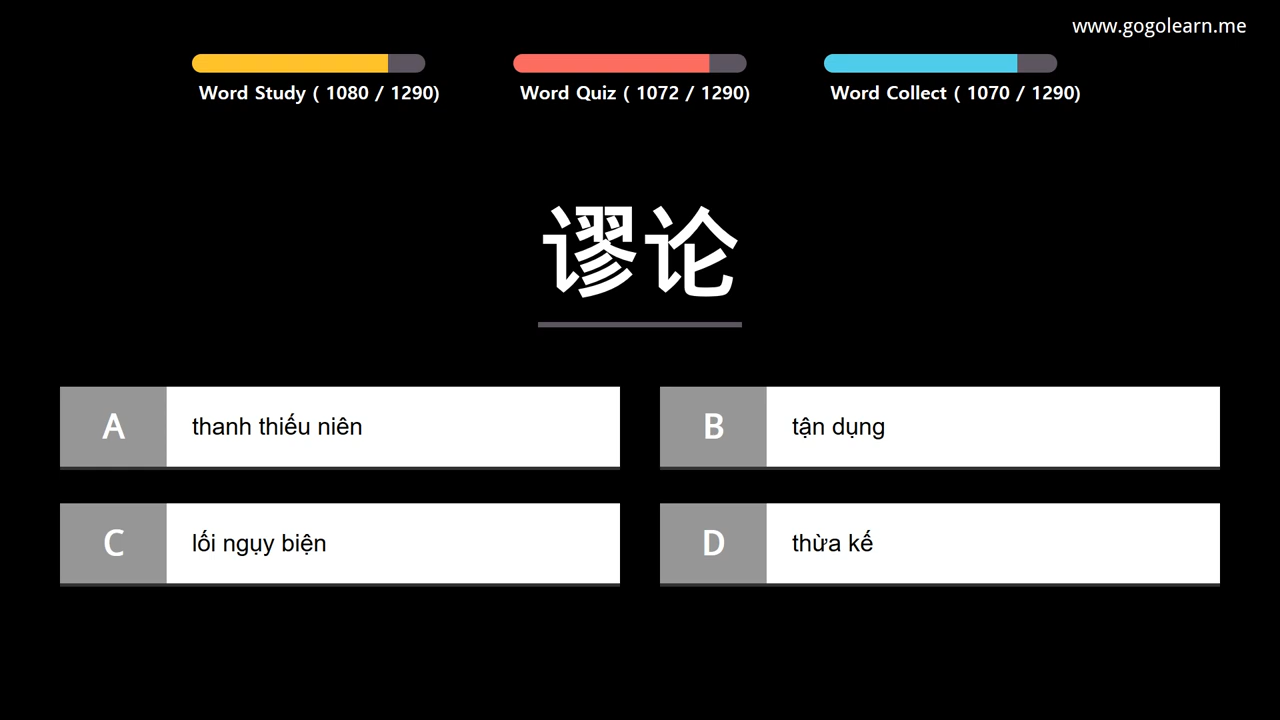 www.gogolearn.me
Word Study ( 1080 / 1290)
Word Quiz ( 1072 / 1290)
Word Collect ( 1070 / 1290)
谬论
A thanh thiếu niên
B tận dụng
C lối ngụy biện
D thừa kế